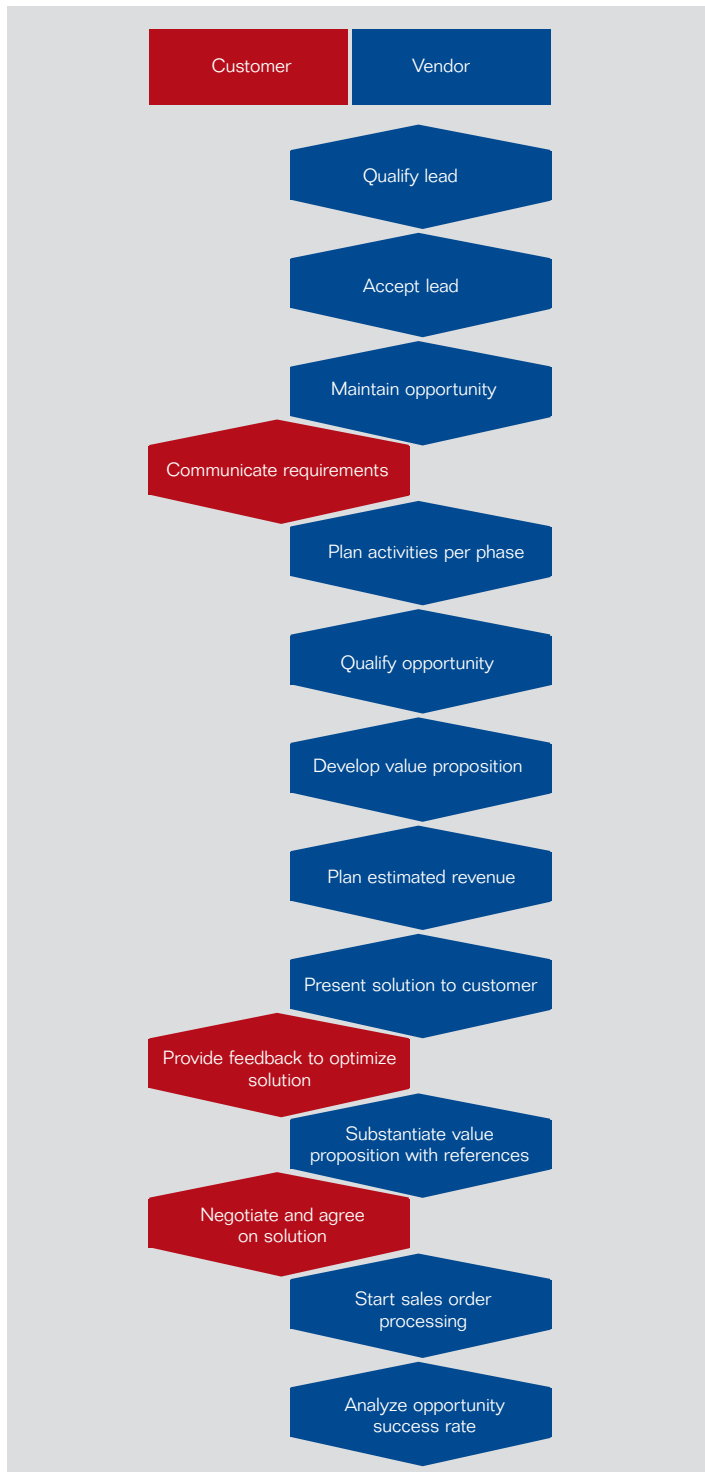 Customer
Vendor
Qualify lead
Accept lead
Maintain opportunity
Communicate requirements
Plan activities per phase
Qualify opportunity
Develop value proposition
Plan estimated revenue
Present solution to customer
Provide feedback to optimize
solution
Substantiate value
proposition with references
Negotiate and agree
on solution
Start sales order
processing
Analyze opportunity
success rate